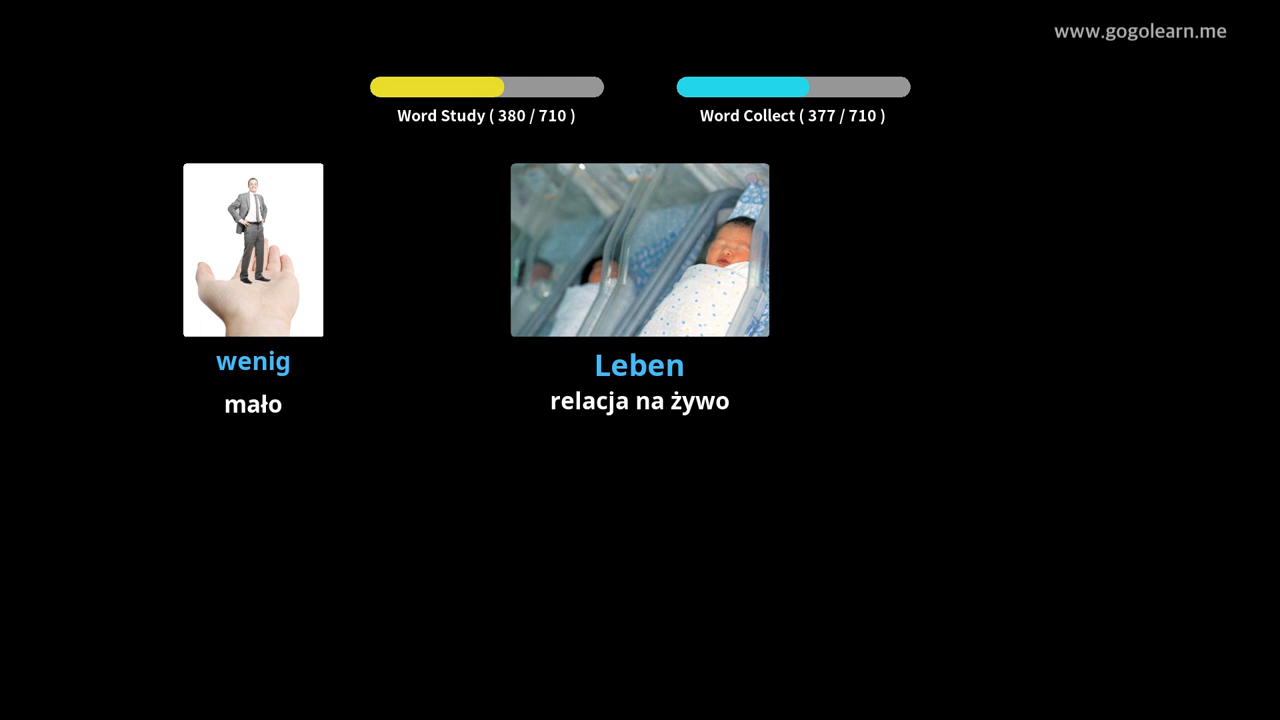 www.gogolearn.me
Word Study ( 380 / 710 )
Word Collect ( 377 / 710 )
wenig
mało
Leben
relacja na żywo